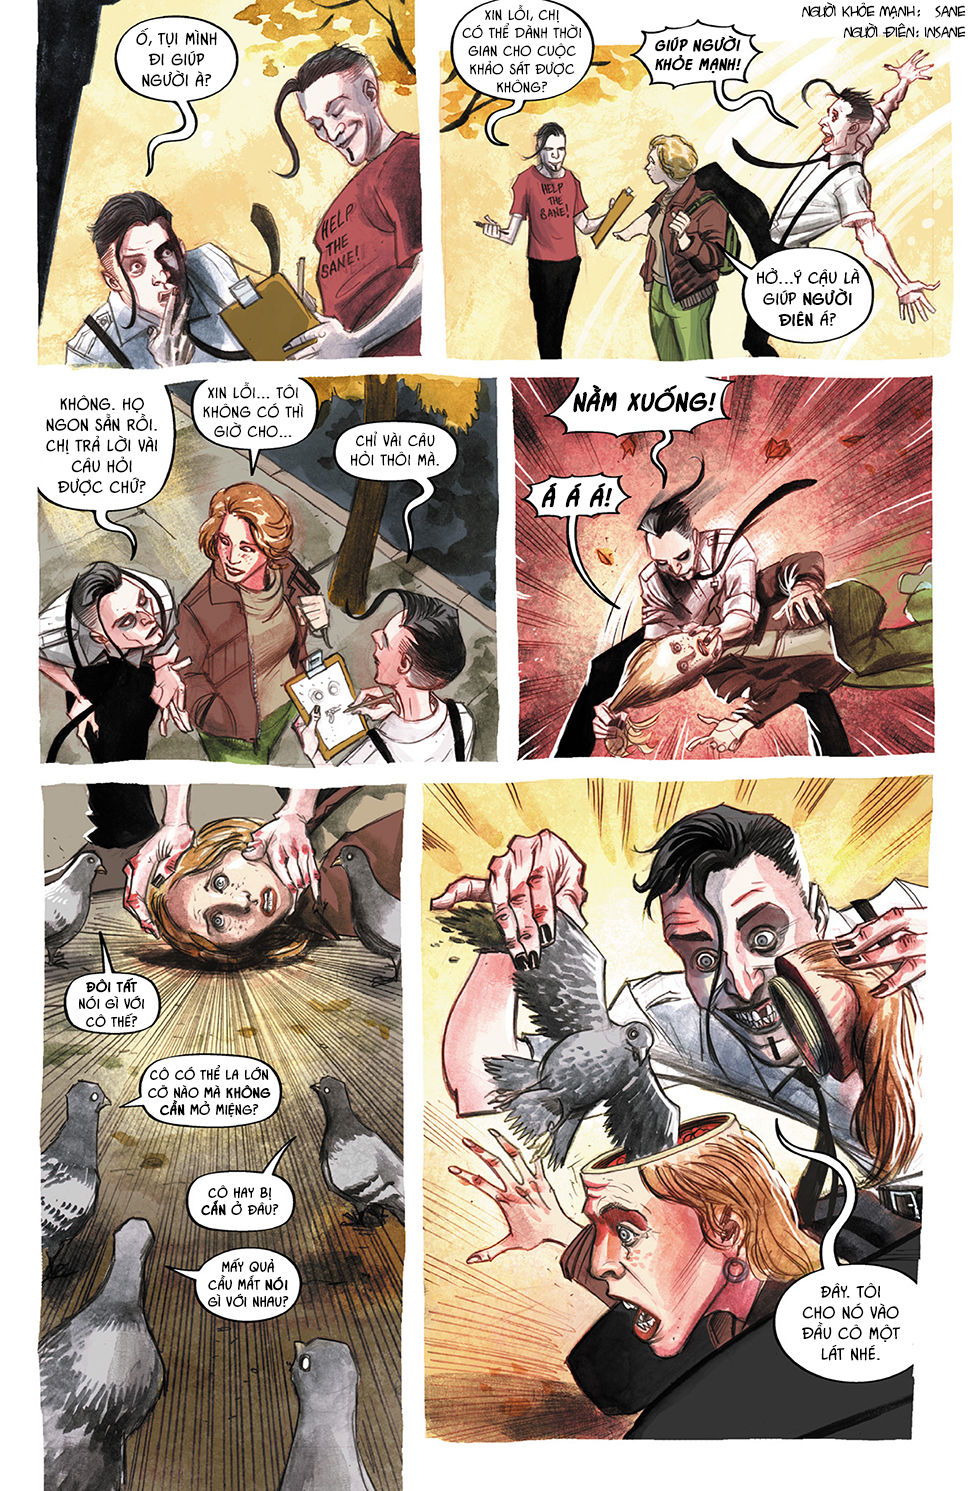 NGƯỜI KHỎE MẠNH: SANE
NGƯỜI ĐIÊN: INSANE
Ố, TỤI MÌNH
ĐI GIÚP
NGƯỜI À?
HELP
THE
SANE!
XIN LỖI, CHỊ
CÓ THỂ DÀNH THỜI
GIAN CHO CUỘC
KHẢO SÁT ĐƯỢC
KHÔNG?
GIÚP NGƯỜI
KHỎE MẠNH!
HELP
THE
SANE!
HỞ...Ý CẬU LÀ
GIÚP NGƯỜI
ĐIÊN Á?
KHÔNG. HỌ
NGON SẲN RỒI.
CHỊ TRẢ LỜI VÀI
CÂU HỎI
ĐƯỢC CHỨ?
XIN LỖI... TÔI
KHÔNG CÓ THÌ
GIỜ CHO...
CHỈ VÀI CÂU
HỎI THÔI MÀ.
NẰM XUỐNG!
Á Á Á!
ĐÔI TẤT
NÓI GÌ VỚI
CÔ THẾ?
CÔ CÓ THỂ LA LỚN
CỠ NÀO MÀ KHÔNG
CẦN MỞ MIỆNG?
CÔ HAY BỊ
CẮN Ở ĐÂU?
MẤY QUẢ
CẦU MẮT NÓI
GÌ VỚI NHAU?
ĐÂY. TÔI
CHO NÓ VÀO
ĐẦU CÔ MỘT
LÁT NHÉ.